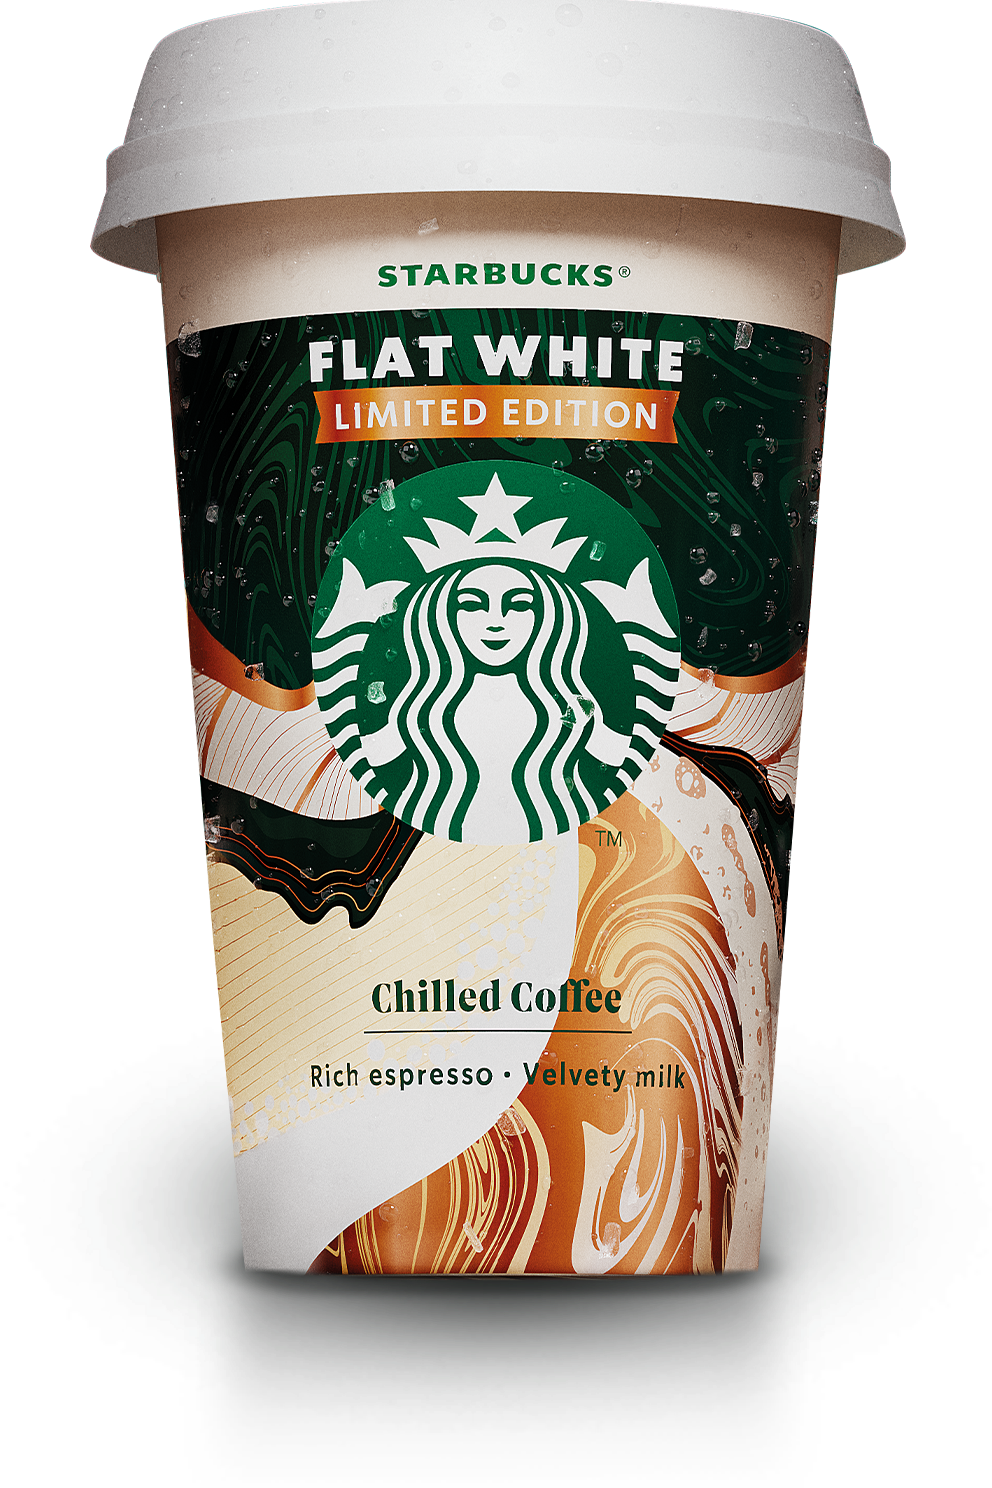 STARBUCKS®
FLAT WHITE
LIMITED EDITION
TM
Chilled Coffee
Rich espresso • Velvety milk